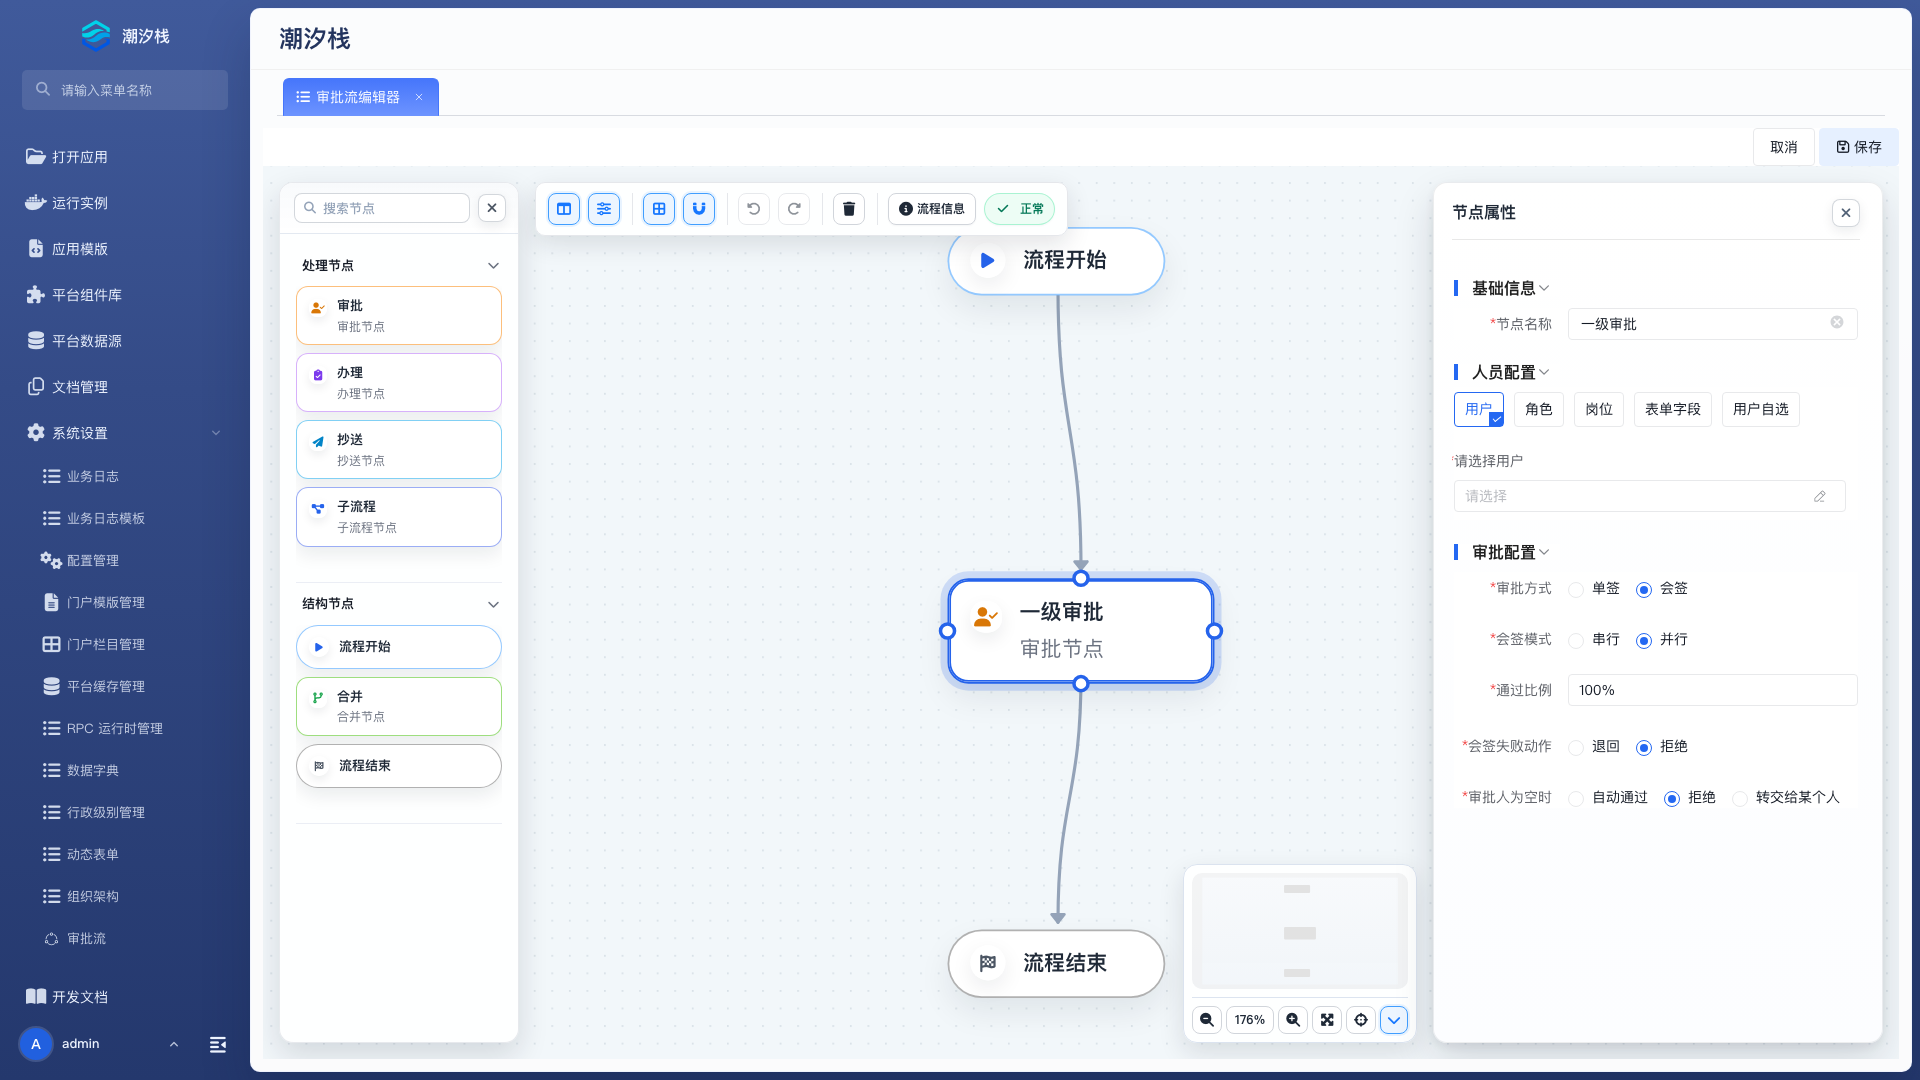 潮汐栈
请输入菜单名称
打开应用
运行实例
应用模版
平台组件库
平台数据源
文档管理
系统设置
业务日志
业务日志模板
配置管理
门户模版管理
门户栏目管理
平台缓存管理
RPC 运行时管理
数据字典
行政级别管理
动态表单
组织架构
审批流
开发文档
A admin
潮汐栈
审批流编辑器
取消 保存
搜索节点
处理节点
审批
审批节点
办理
办理节点
抄送
抄送节点
子流程
子流程节点
结构节点
流程开始
合并
合并节点
流程结束
流程信息 正常
流程开始
一级审批
审批节点
流程结束
176%
节点属性
基础信息
*节点名称 一级审批
人员配置
用户 角色 岗位 表单字段 用户自选
*请选择用户
请选择
审批配置
*审批方式 单签 会签
*会签模式 串行 并行
*通过比例 100%
*会签失败动作 退回 拒绝
*审批人为空时 自动通过 拒绝 转交给某个人